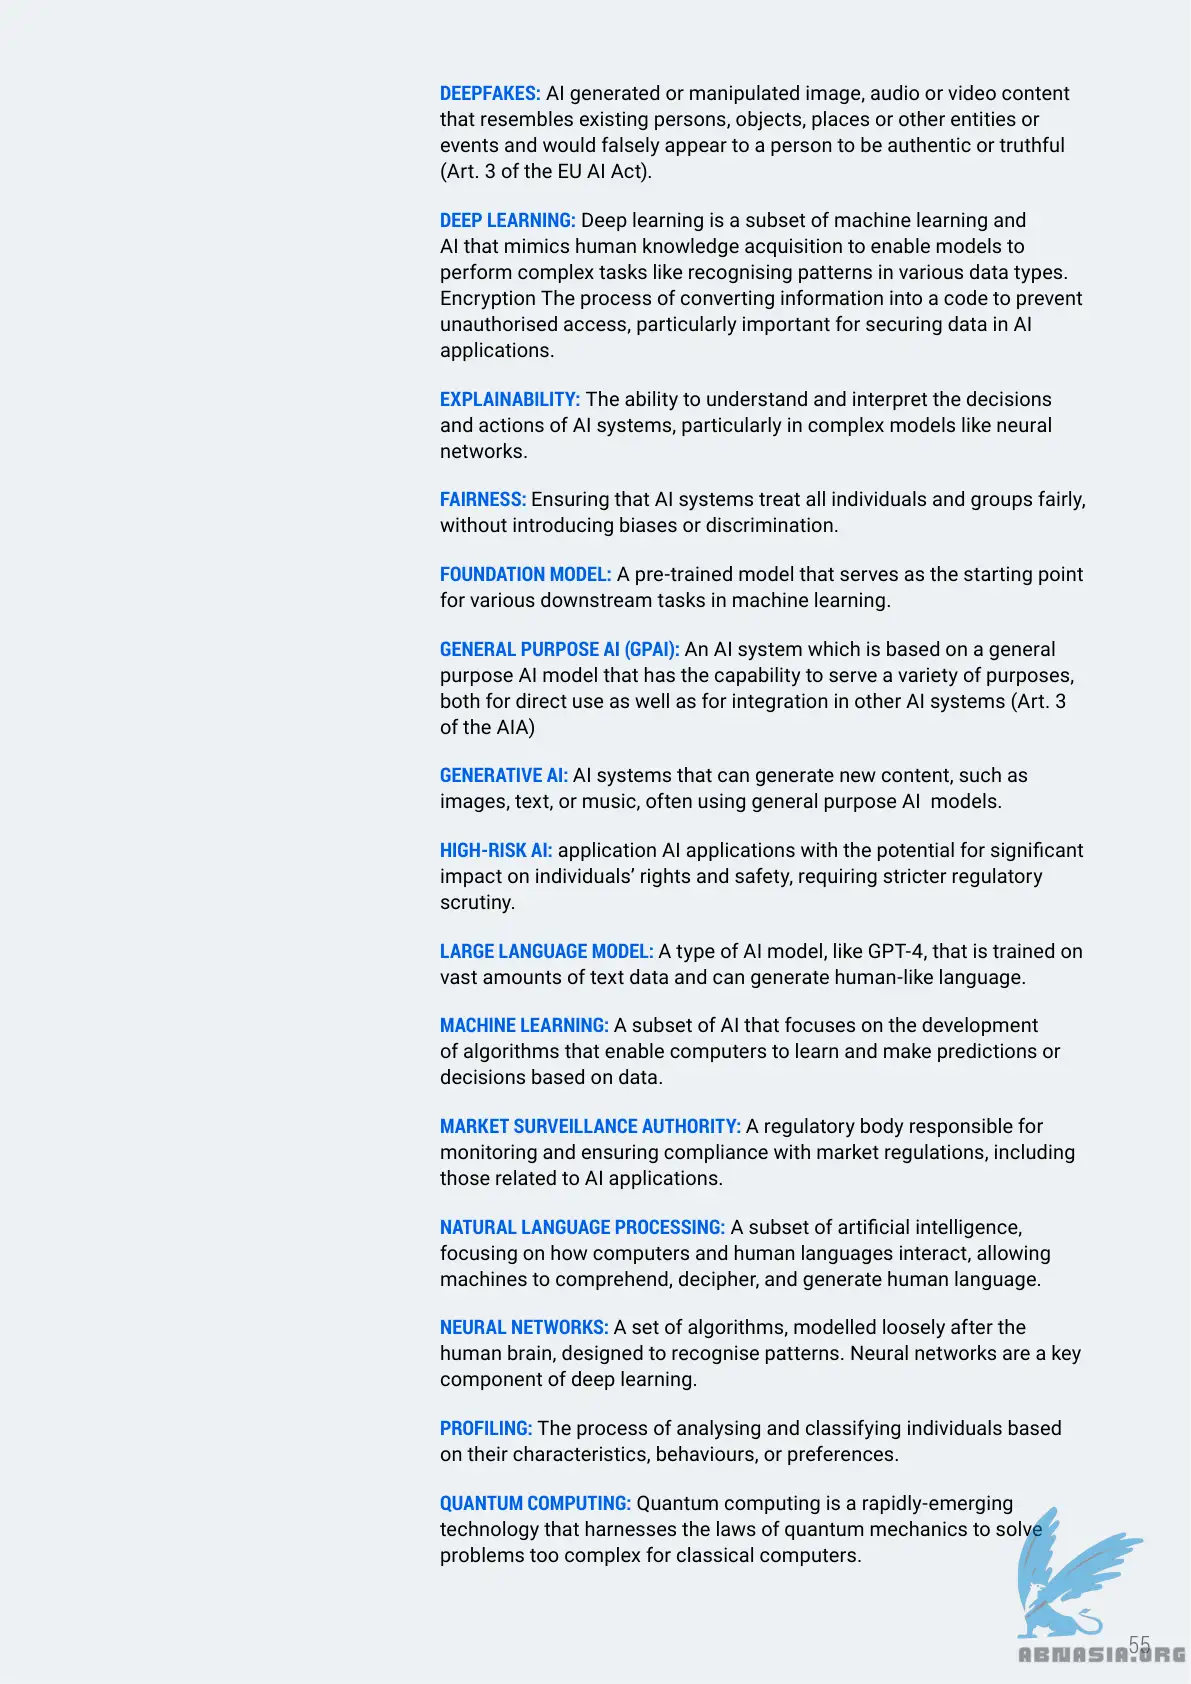 DEEPFAKES: AI generated or manipulated image, audio or video content
that resembles existing persons, objects, places or other entities or
events and would falsely appear to a person to be authentic or truthful
(Art. 3 of the EU AI Act).
DEEP LEARNING: Deep learning is a subset of machine learning and
AI that mimics human knowledge acquisition to enable models to
perform complex tasks like recognising patterns in various data types.
Encryption The process of converting information into a code to prevent
unauthorised access, particularly important for securing data in AI
applications.
EXPLAINABILITY: The ability to understand and interpret the decisions
and actions of AI systems, particularly in complex models like neural
networks.
FAIRNESS: Ensuring that AI systems treat all individuals and groups fairly,
without introducing biases or discrimination.
FOUNDATION MODEL: A pre-trained model that serves as the starting point
for various downstream tasks in machine learning.
GENERAL PURPOSE AI (GPAI): An AI system which is based on a general
purpose AI model that has the capability to serve a variety of purposes,
both for direct use as well as for integration in other AI systems (Art. 3
of the AIA)
GENERATIVE AI: AI systems that can generate new content, such as
images, text, or music, often using general purpose AI  models.
HIGH-RISK AI: application AI applications with the potential for significant
impact on individuals’ rights and safety, requiring stricter regulatory
scrutiny.
LARGE LANGUAGE MODEL: A type of AI model, like GPT-4, that is trained on
vast amounts of text data and can generate human-like language.
MACHINE LEARNING: A subset of AI that focuses on the development
of algorithms that enable computers to learn and make predictions or
decisions based on data.
MARKET SURVEILLANCE AUTHORITY: A regulatory body responsible for
monitoring and ensuring compliance with market regulations, including
those related to AI applications.
NATURAL LANGUAGE PROCESSING: A subset of artificial intelligence,
focusing on how computers and human languages interact, allowing
machines to comprehend, decipher, and generate human language.
NEURAL NETWORKS: A set of algorithms, modelled loosely after the
human brain, designed to recognise patterns. Neural networks are a key
component of deep learning.
PROFILING: The process of analysing and classifying individuals based
on their characteristics, behaviours, or preferences.
QUANTUM COMPUTING: Quantum computing is a rapidly-emerging
technology that harnesses the laws of quantum mechanics to solve
problems too complex for classical computers.
55
ABNASIA.ORG